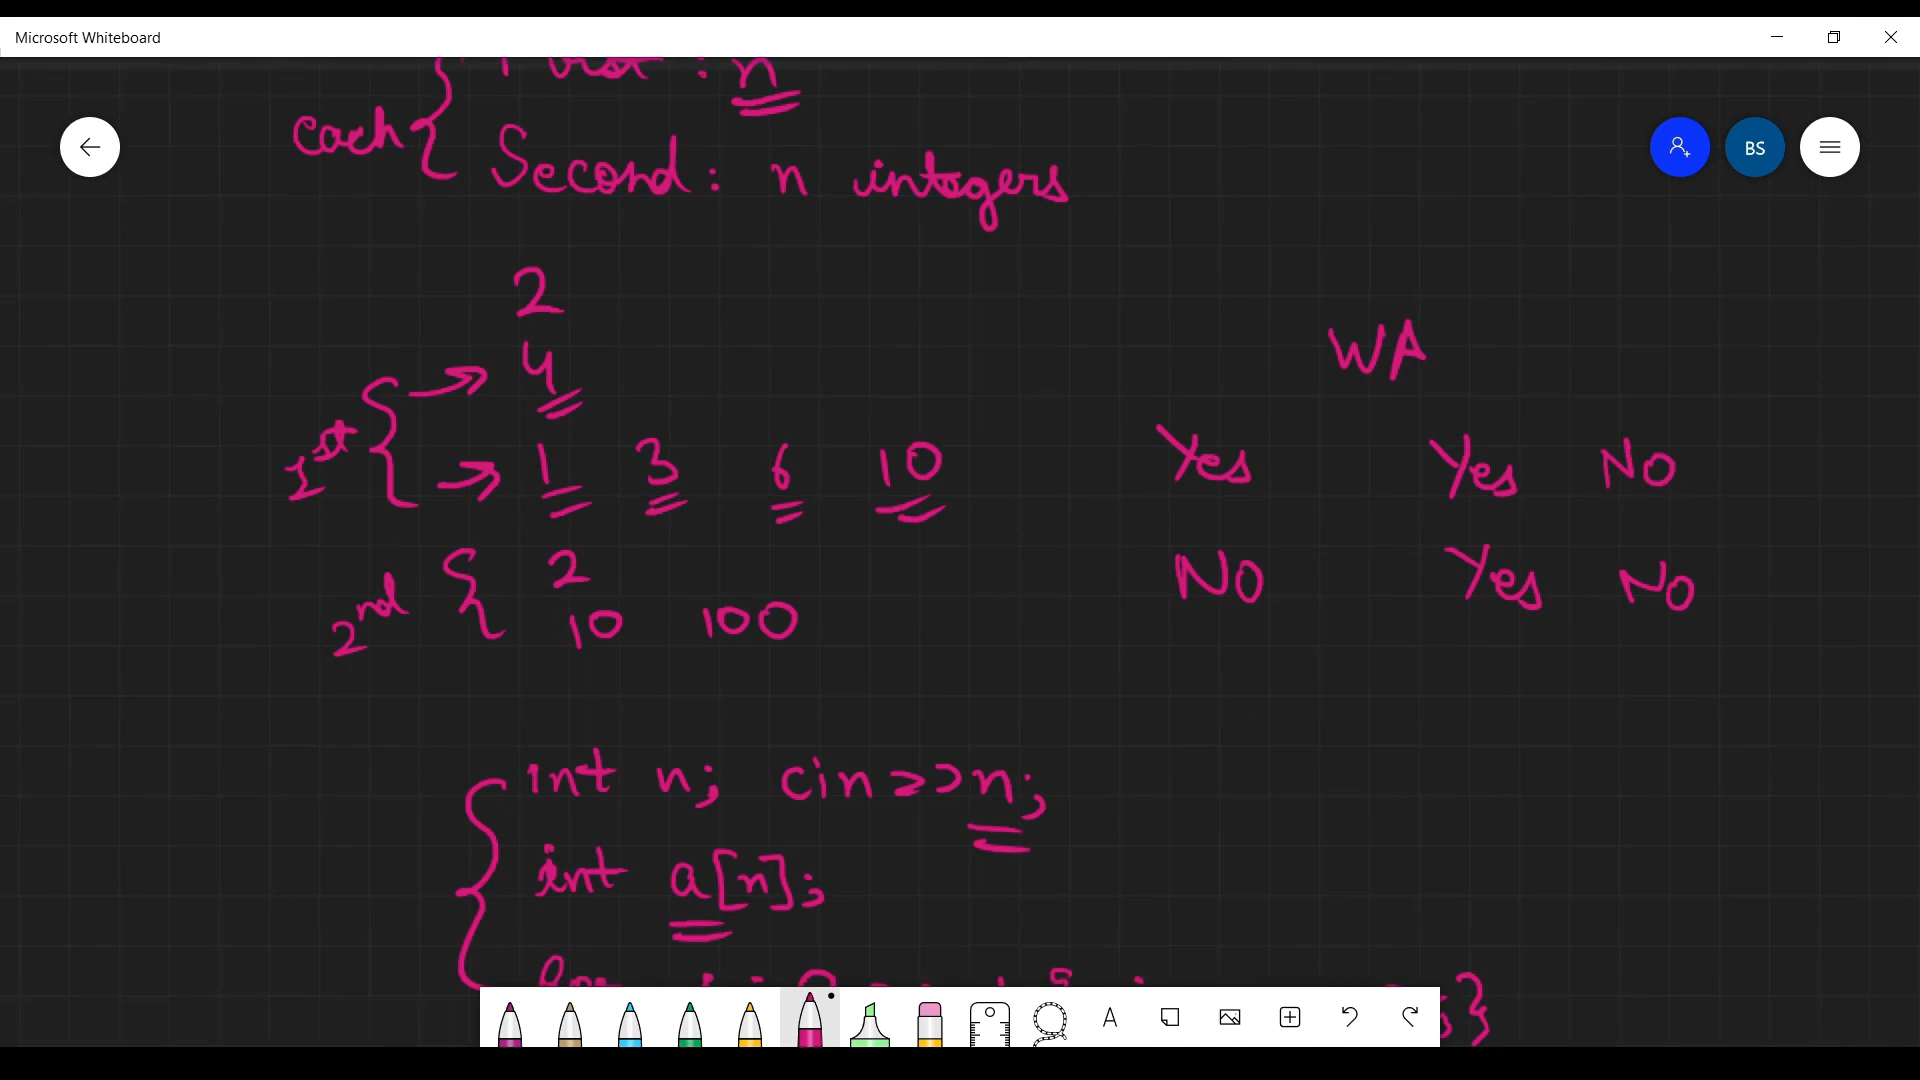 Microsoft Whiteboard
First : n
each { Second : n integers
BS
2
4
WA
1st { → 
→ 1 3 6 10
Yes Yes No
2nd { 2
10 100
No Yes No
int n; cin>>n;
int a[n];